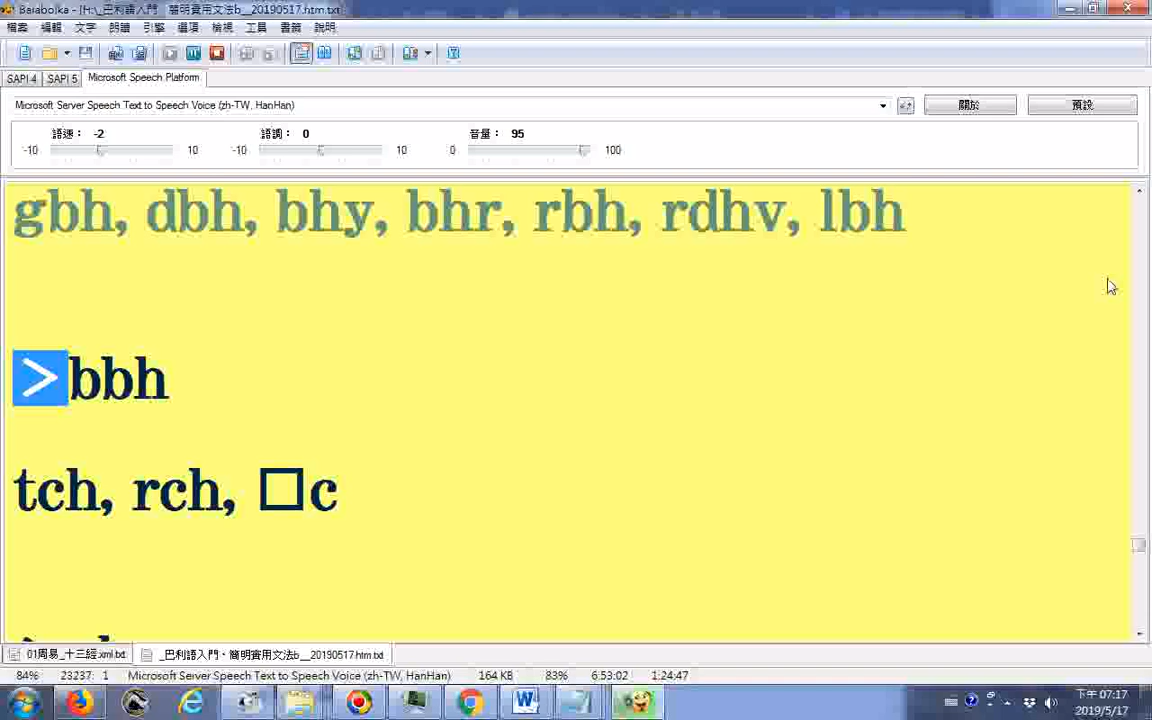 Balabolka - [H:\_巴利語入門‧簡明實用文法b__20190517.htm.txt]
檔案 編輯 文字 朗讀 引擎 選項 檢視 工具 書籤 說明
SAPI 4 SAPI 5 Microsoft Speech Platform
Microsoft Server Speech Text to Speech Voice (zh-TW, HanHan) 關於 預設
語速： -2 語調： 0 音量： 95
-10 10 -10 10 0 100
gbh, dbh, bhy, bhr, rbh, rdhv, lbh
>bbh
tch, rch, □c
01周易_十三經.xml.txt _巴利語入門‧簡明實用文法b__20190517.htm.txt
84% 23237: 1 Microsoft Server Speech Text to Speech Voice (zh-TW, HanHan) 164 KB 83% 6:53:02 1:24:47
下午 07:17
2019/5/17